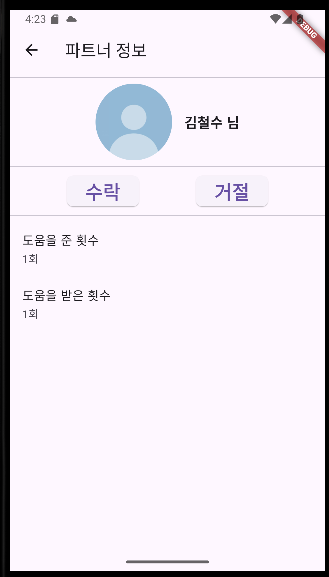 4:23
DEBUG
파트너 정보
김철수 님
수락 거절
도움을 준 횟수
1회
도움을 받은 횟수
1회